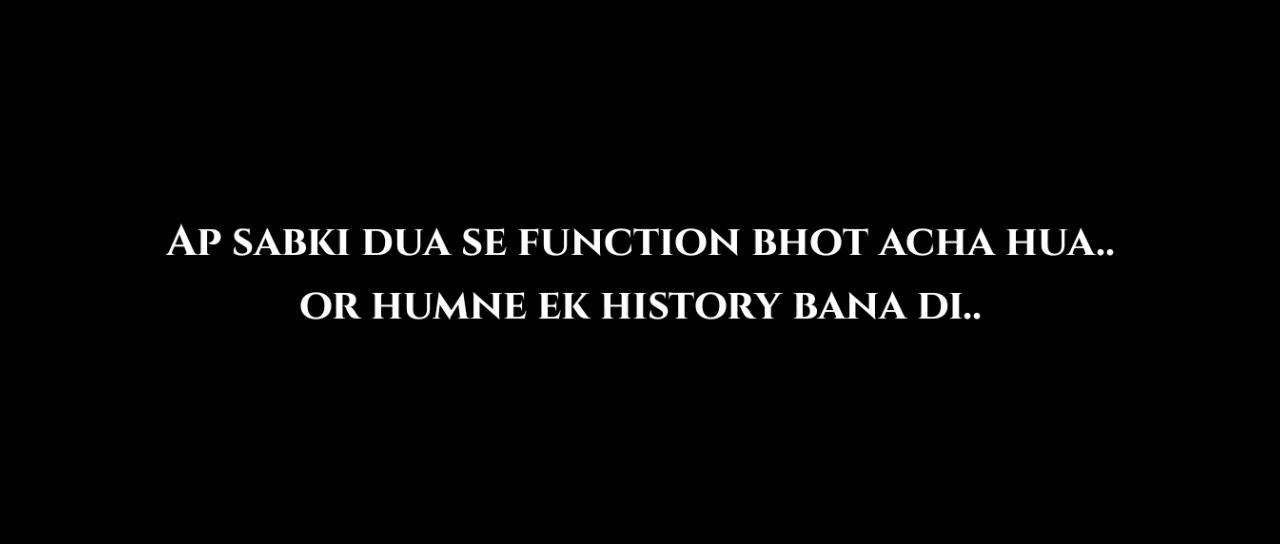 Ap sabki dua se function bhot acha hua..
or humne ek history bana di..